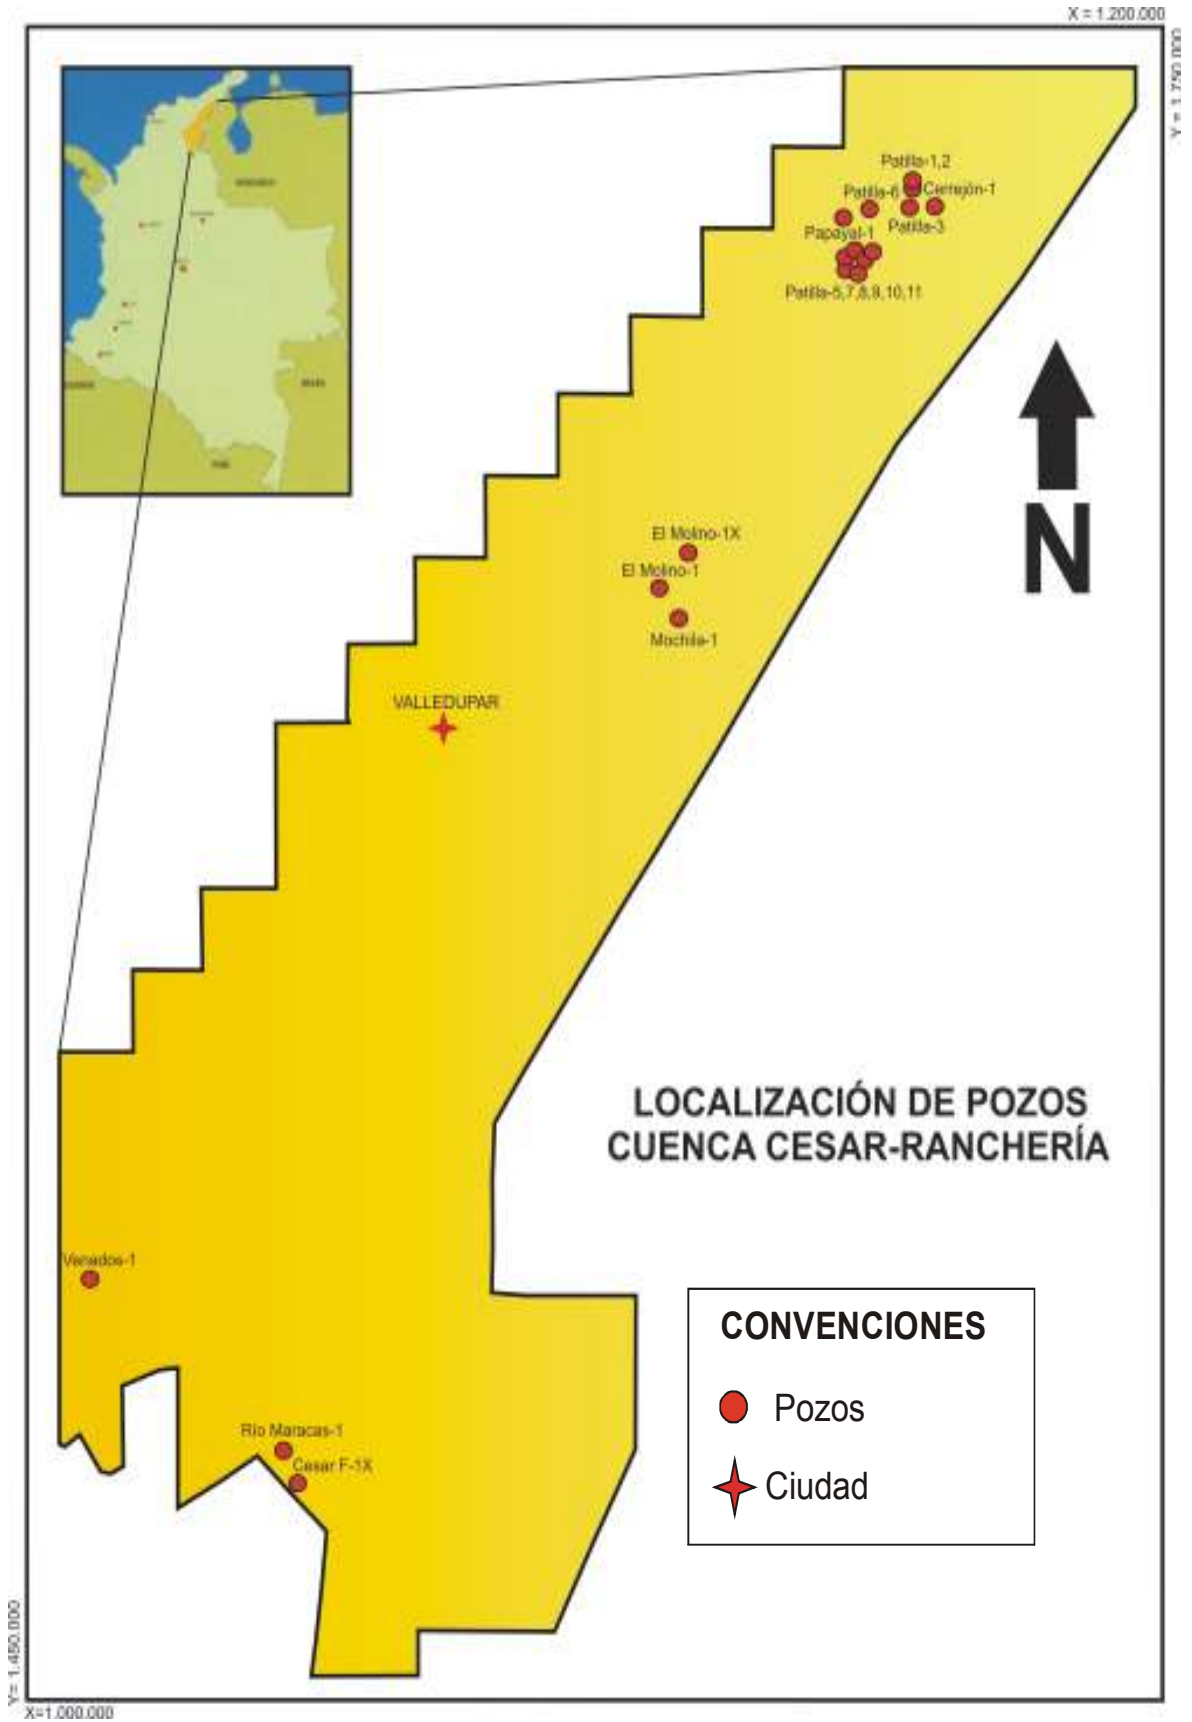 X = 1.200.000
Y = 1.750.000
Patilla-1,2
Patilla-6
Cerrejón-1
Papayal-1
Patilla-3
Patilla-5,7,8,9,10,11
N
El Molino-1X
El Molino-1
Mochila-1
VALLEDUPAR
LOCALIZACIÓN DE POZOS
CUENCA CESAR-RANCHERÍA
Venados-1
CONVENCIONES
Pozos
Ciudad
Río Maracas-1
Cesar F-1X
Y= 1.450.000
X=1.000.000